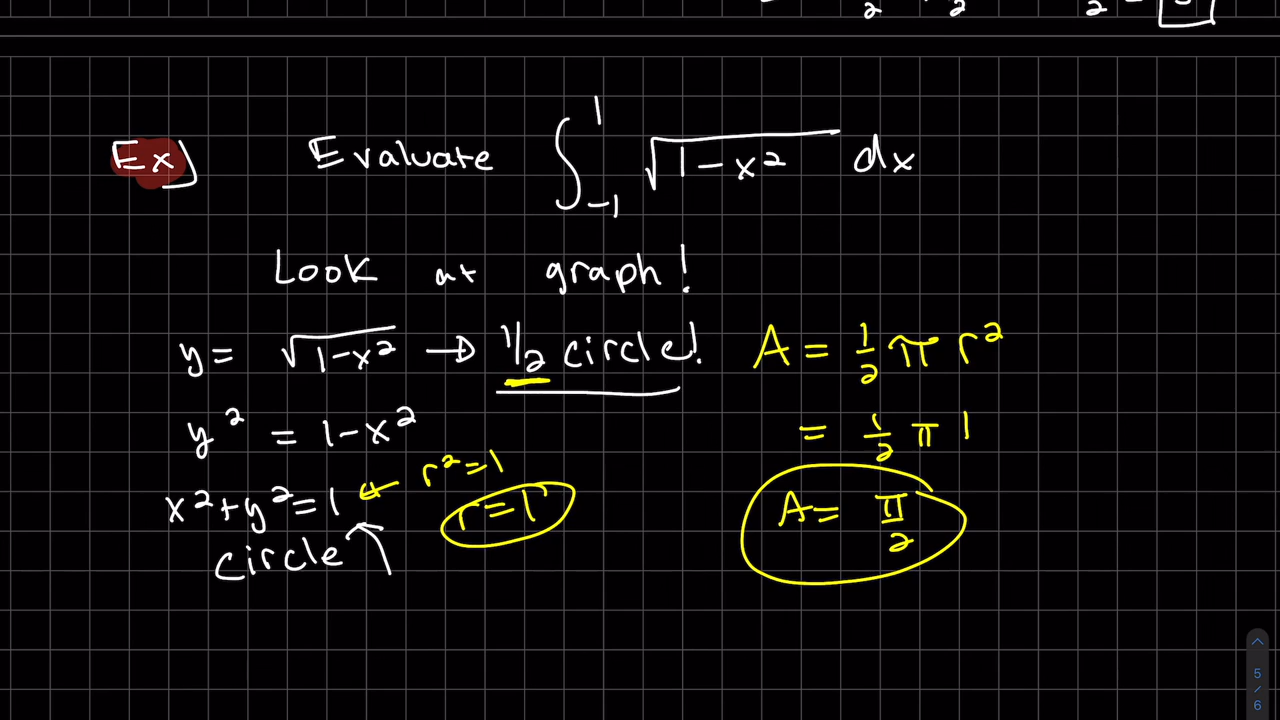 Ex] Evaluate ∫_{-1}^{1} √(1-x²) dx
Look at graph!
y = √(1-x²) → 1/2 circle!
y² = 1-x²
x²+y²=1 ← r²=1
r=1
circle
A = 1/2 π r²
= 1/2 π 1
A = π/2
5
/
6